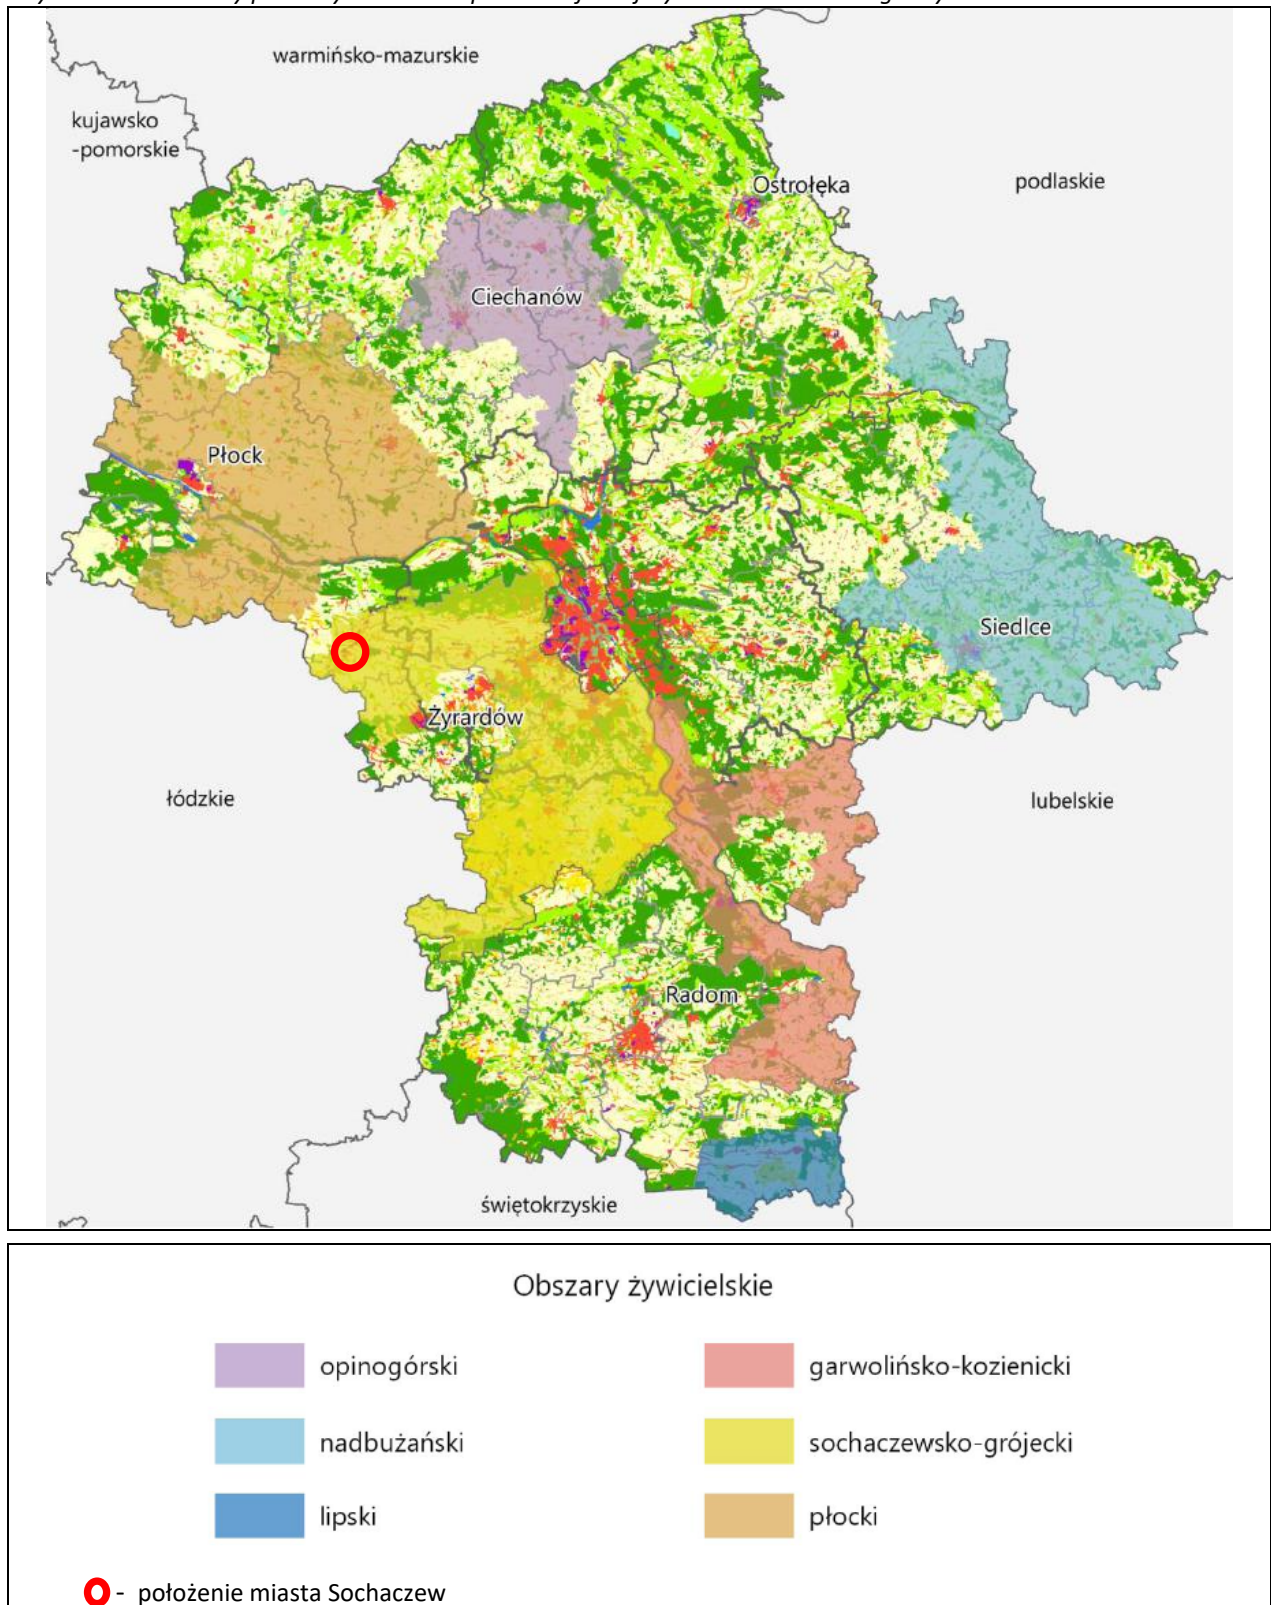 warmińsko-mazurskie
kujawsko
-pomorskie
podlaskie
Ostrołęka
Ciechanów
Płock
Siedlce
Żyrardów
łódzkie
lubelskie
Radom
świętokrzyskie
Obszary żywicielskie
opinogórski
garwolińsko-kozienicki
nadbużański
sochaczewsko-grójecki
lipski
płocki
- położenie miasta Sochaczew